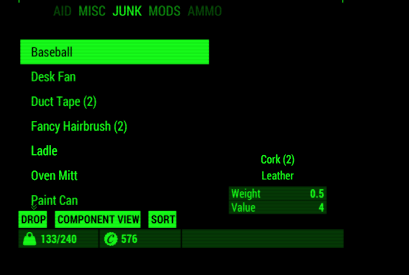 AID MISC JUNK MODS AMMO
Baseball
Desk Fan
Duct Tape (2)
Fancy Hairbrush (2)
Ladle
Oven Mitt
Paint Can
Cork (2)
Leather
Weight 0.5
Value 4
DROP COMPONENT VIEW SORT
133/240 576